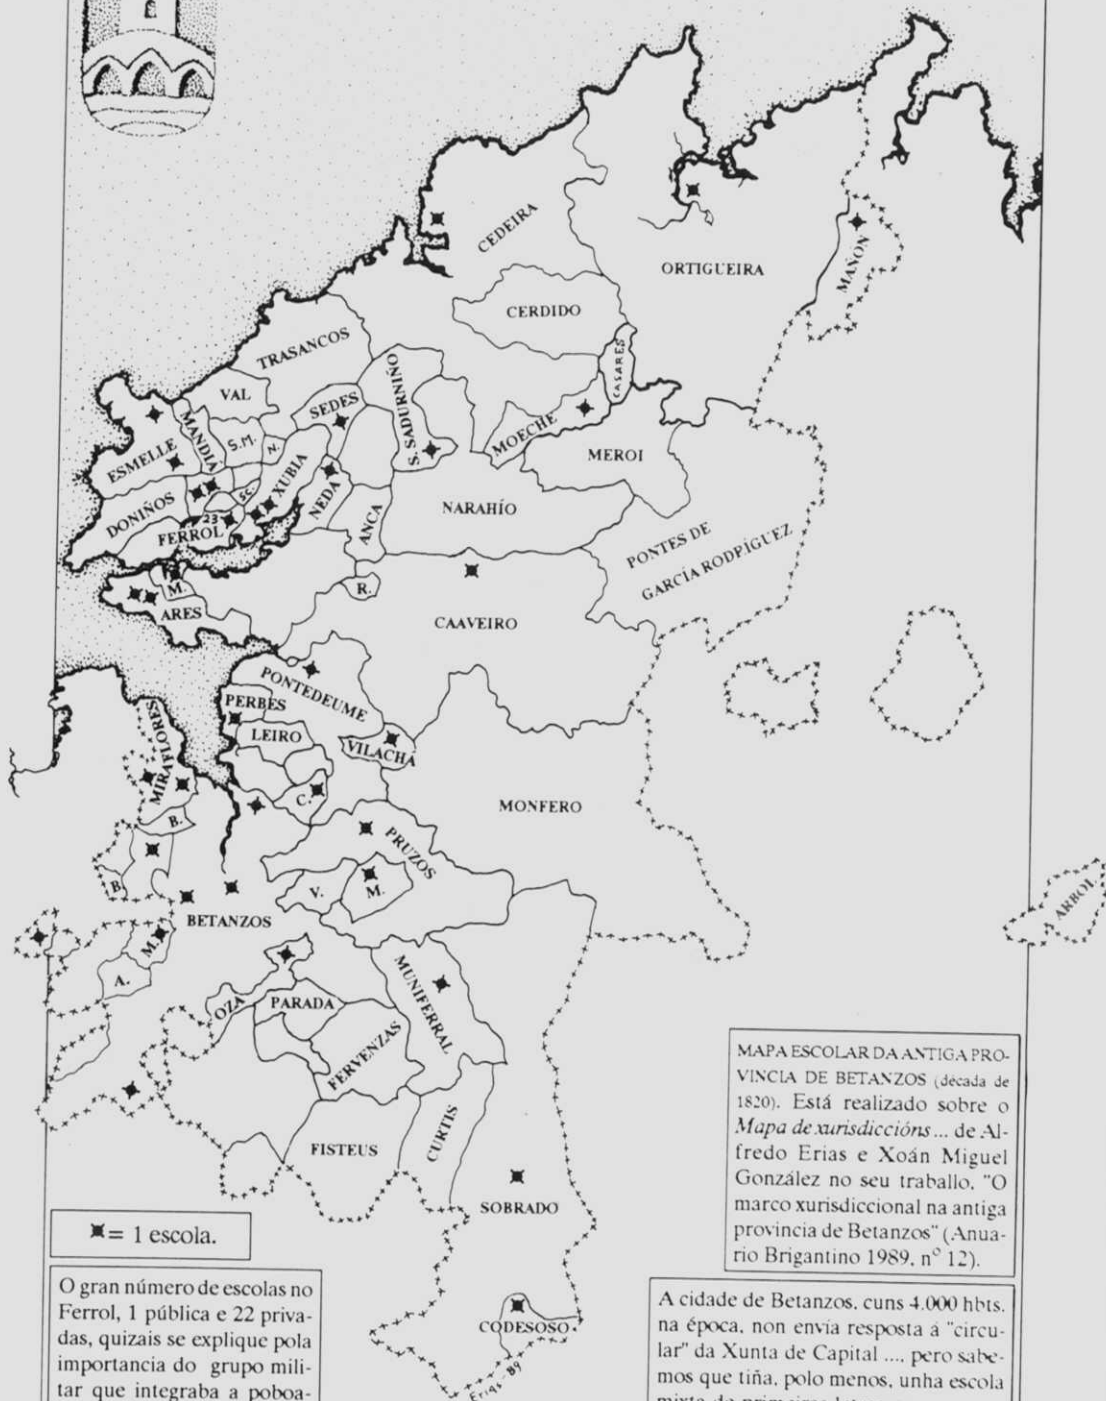 CEDEIRA
ORTIGUEIRA
MAÑON
CERDIDO
TRASANCOS
CASARES
VAL
SEDES
S. SADURNIÑO
MANDIÁ
S.M.
N.
MOECHE
ESMELLE
XUBIA
MEROI
NEDA
SC.
DONIÑOS
23
FERROL
ANCA
NARAHÍO
PONTES DE
GARCÍA RODRÍGUEZ
M.
R.
ARES
CAAVEIRO
PONTEDEUME
PERBES
LEIRO
MIRAFLORES
VILACHÁ
C.
MONFERO
B.
PRUZOS
B.
V.
M.
ARBOL
BETANZOS
M.
A.
MUNIFERRAL
OZA
PARADA
FERVENZAS
CURTIS
FISTEUS
SOBRADO
CODESOSO
Erias-89
= 1 escola.
O gran número de escolas no
Ferrol, 1 pública e 22 priva-
das, quizais se explique pola
importancia do grupo mili-
tar que integraba a poboa-
MAPA ESCOLAR DA ANTIGA PRO-
VINCIA DE BETANZOS (década de
1820). Está realizado sobre o
Mapa de xurisdiccións ... de Al-
fredo Erias e Xoán Miguel
González no seu traballo, "O
marco xurisdiccional na antiga
provincia de Betanzos" (Anua-
rio Brigantino 1989, nº 12).
A cidade de Betanzos, cuns 4.000 hbts.
na época, non envía resposta á "circu-
lar" da Xunta de Capital ..., pero sabe-
mos que tiña, polo menos, unha escola